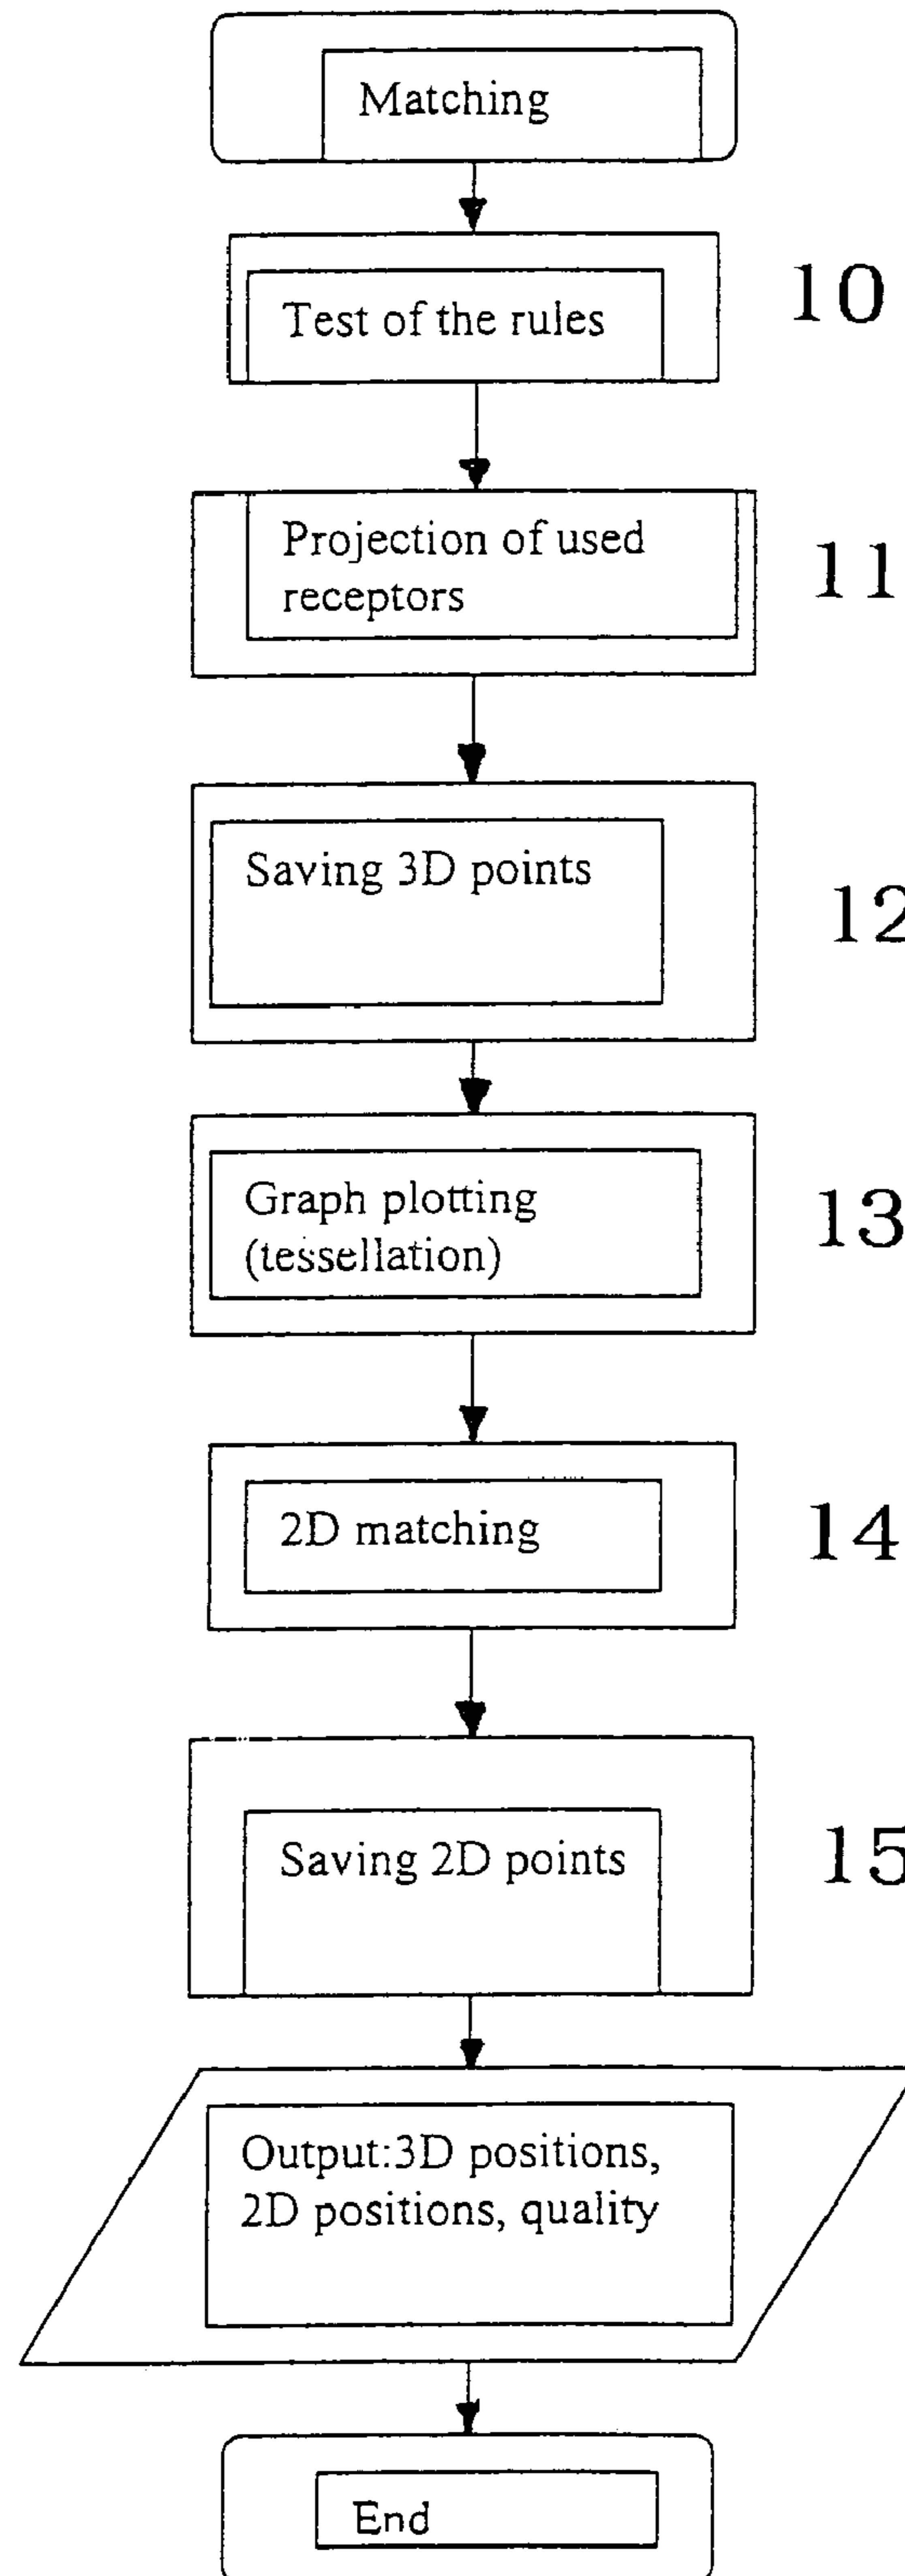 Matching
Test of the rules
10
Projection of used
receptors
11
Saving 3D points
12
Graph plotting
(tessellation)
13
2D matching
14
Saving 2D points
15
Output:3D positions,
2D positions, quality
End